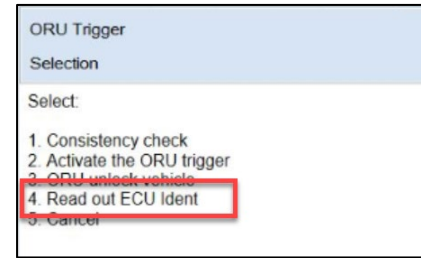 ORU Trigger
Selection
Select:
1. Consistency check
2. Activate the ORU trigger
3. ORU unlock vehicle
4. Read out ECU Ident
5. Cancel